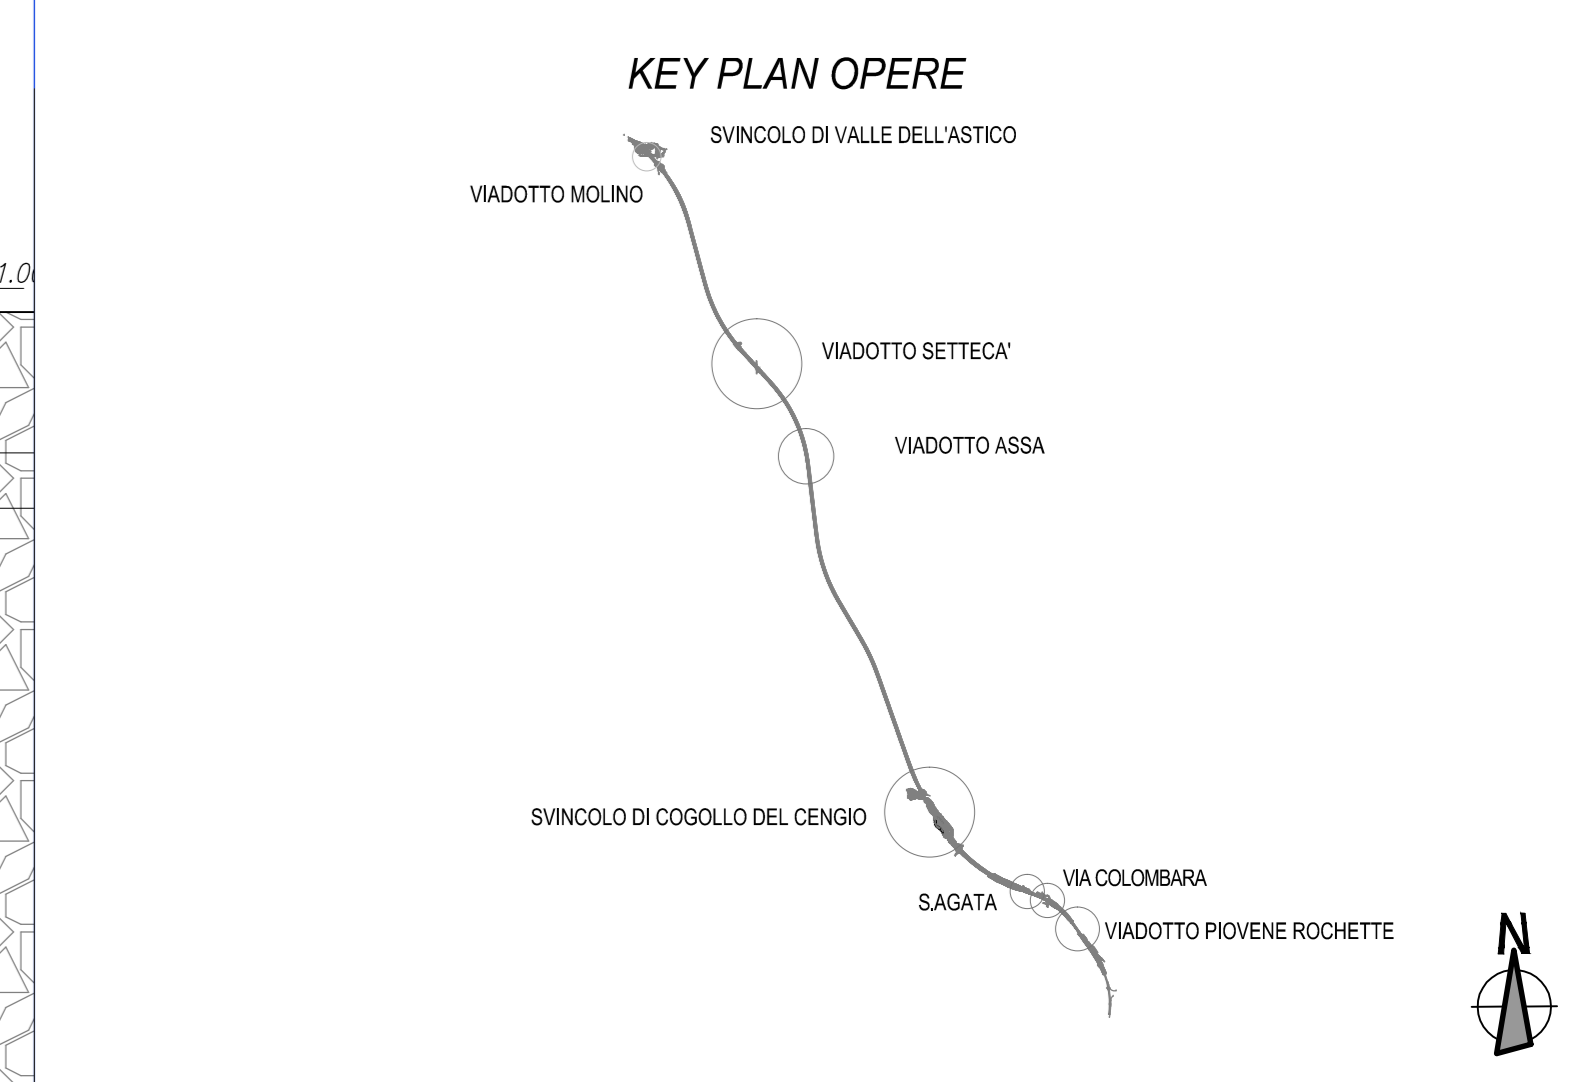 KEY PLAN OPERE
SVINCOLO DI VALLE DELL'ASTICO
VIADOTTO MOLINO
VIADOTTO SETTECA'
VIADOTTO ASSA
SVINCOLO DI COGOLLO DEL CENGIO
VIA COLOMBARA
S.AGATA
VIADOTTO PIOVENE ROCHETTE
N